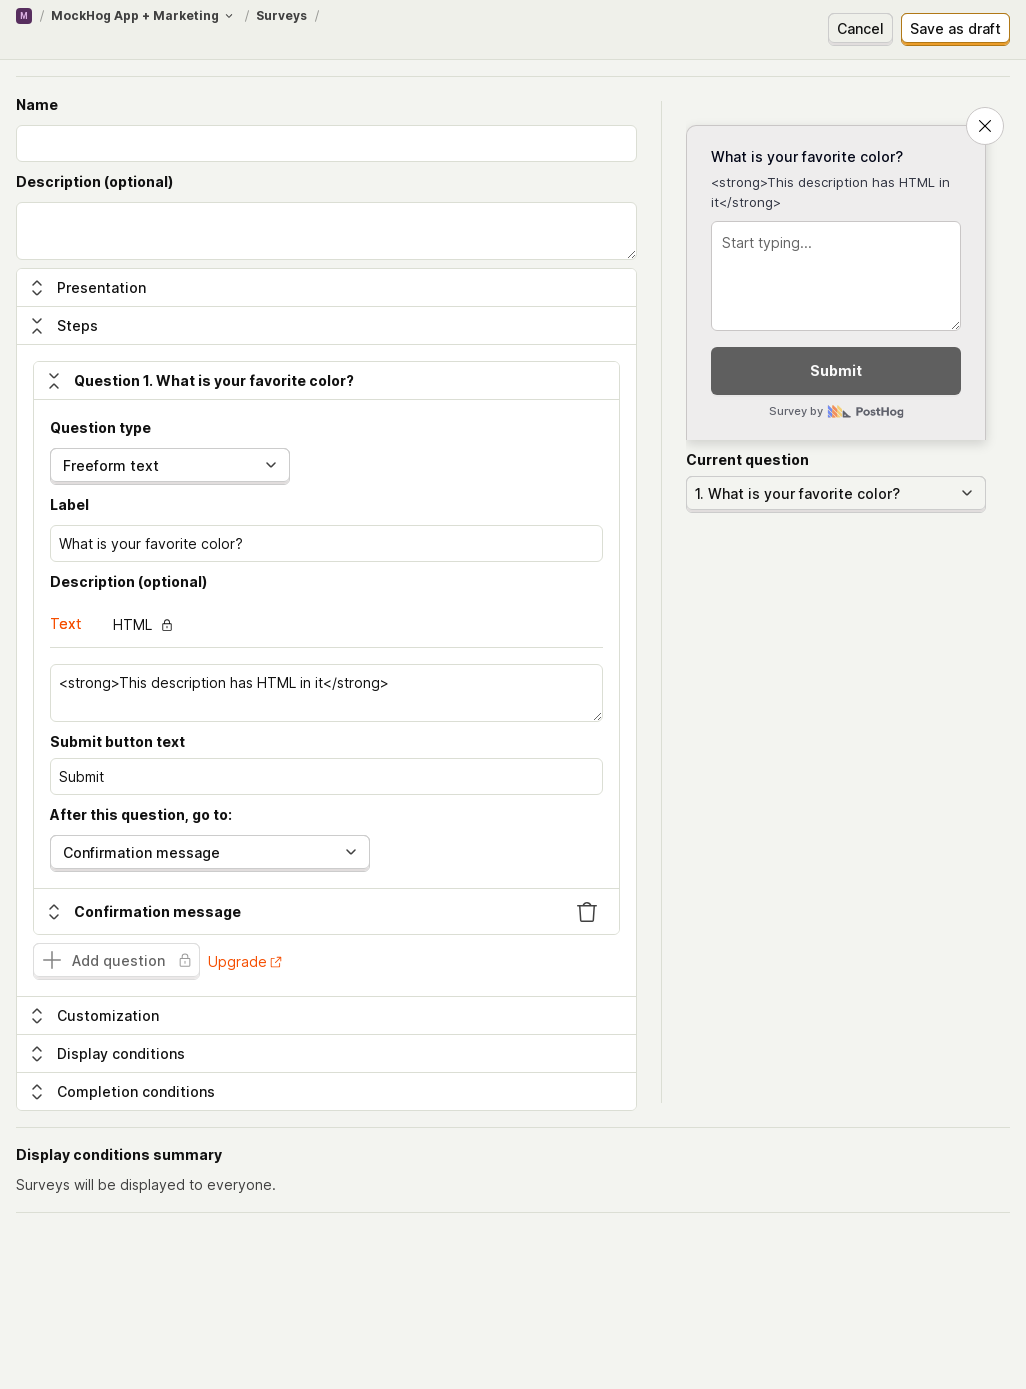 M / MockHog App + Marketing / Surveys /
Cancel
Save as draft
Name
Description (optional)
Presentation
Steps
Question 1. What is your favorite color?
Question type
Freeform text
Label
What is your favorite color?
Description (optional)
Text
HTML
<strong>This description has HTML in it</strong>
Submit button text
Submit
After this question, go to:
Confirmation message
Confirmation message
Add question
Upgrade
Customization
Display conditions
Completion conditions
What is your favorite color?
<strong>This description has HTML in
it</strong>
Start typing...
Submit
Survey by PostHog
Current question
1. What is your favorite color?
Display conditions summary
Surveys will be displayed to everyone.